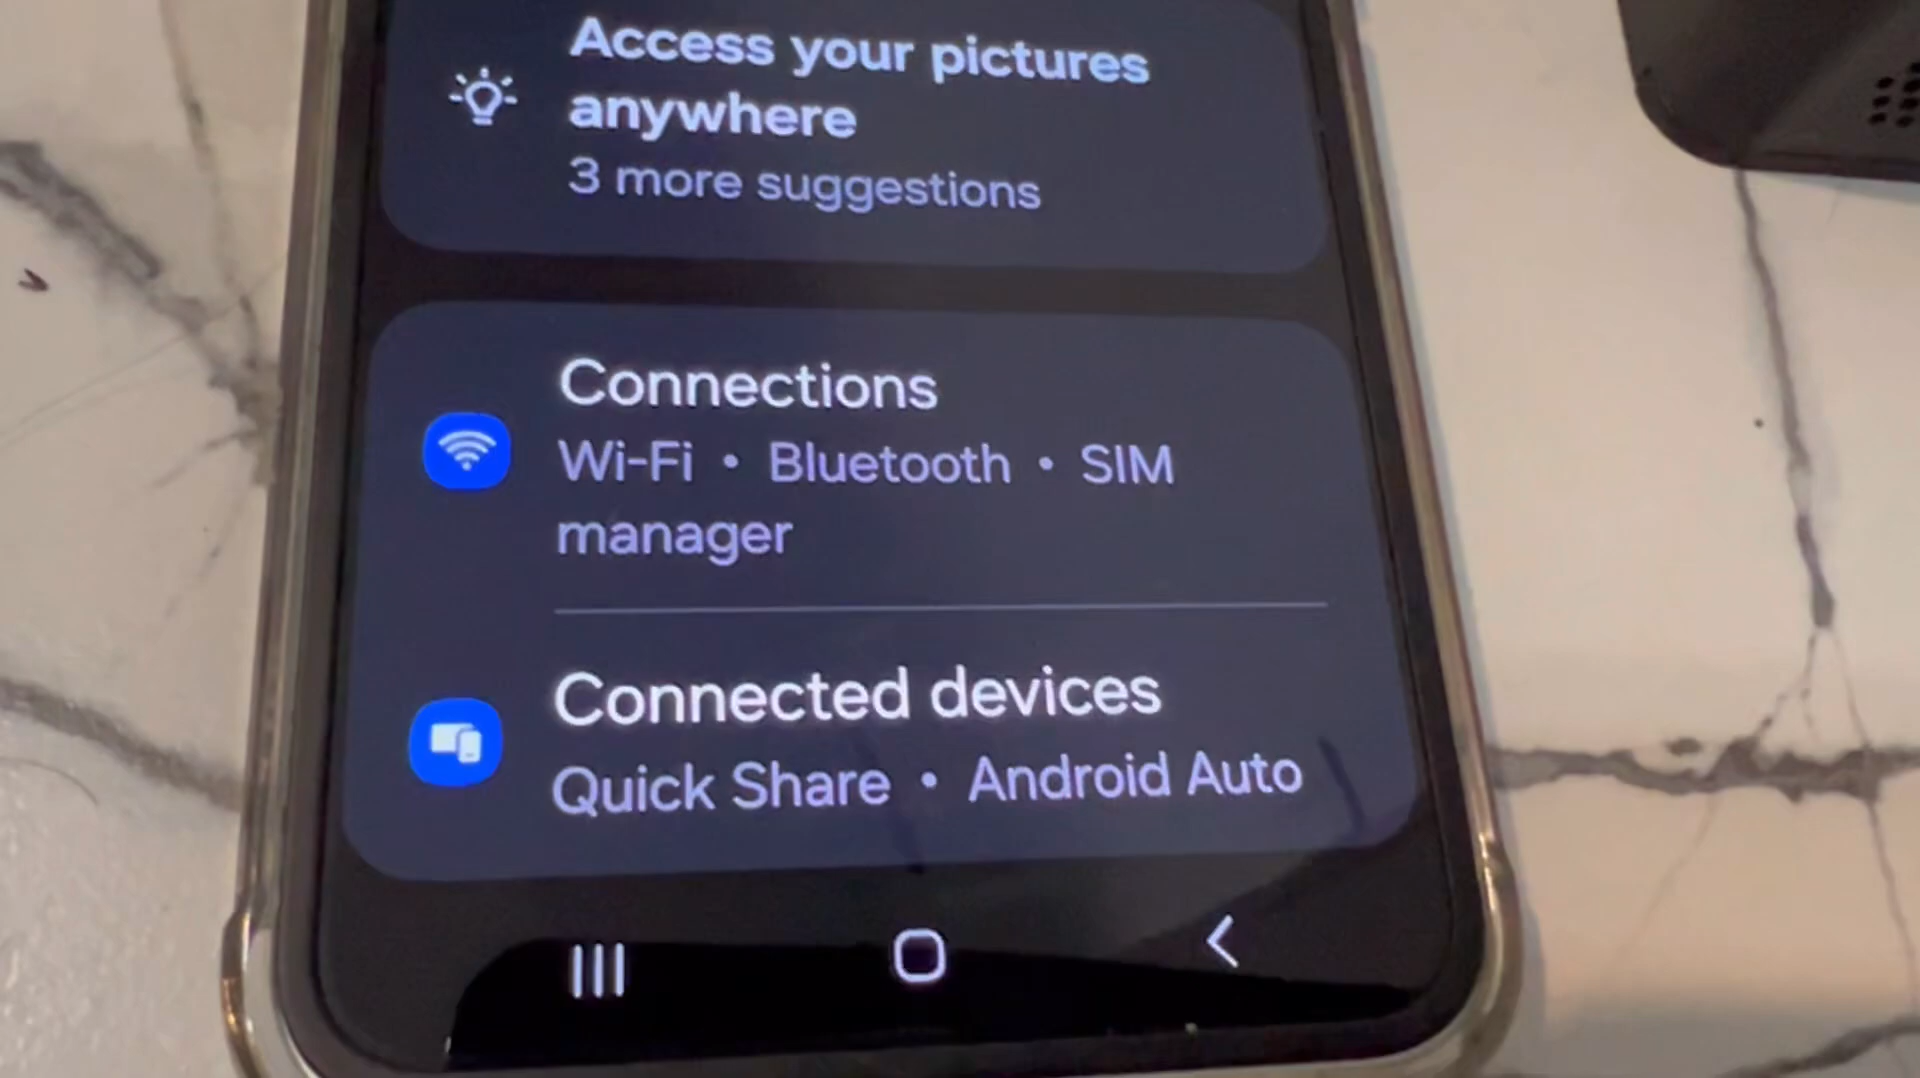 Access your pictures
anywhere
3 more suggestions
Connections
Wi-Fi • Bluetooth • SIM
manager
Connected devices
Quick Share • Android Auto